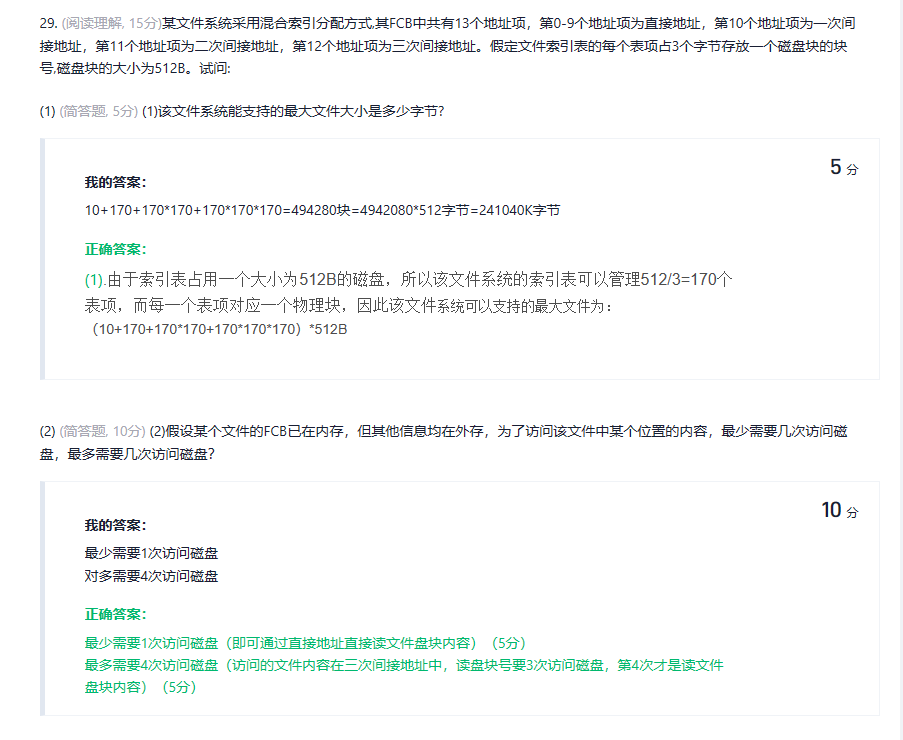 29. (阅读理解, 15分)某文件系统采用混合索引分配方式,其FCB中共有13个地址项，第0-9个地址项为直接地址，第10个地址项为一次间
接地址，第11个地址项为二次间接地址，第12个地址项为三次间接地址。假定文件索引表的每个表项占3个字节存放一个磁盘块的块
号,磁盘块的大小为512B。试问:
(1) (简答题, 5分) (1)该文件系统能支持的最大文件大小是多少字节?
5 分
我的答案：
10+170+170*170+170*170*170=494280块=4942080*512字节=241040K字节
正确答案：
(1).由于索引表占用一个大小为512B的磁盘，所以该文件系统的索引表可以管理512/3=170个
表项，而每一个表项对应一个物理块，因此该文件系统可以支持的最大文件为：
（10+170+170*170+170*170*170）*512B
(2) (简答题, 10分) (2)假设某个文件的FCB已在内存，但其他信息均在外存，为了访问该文件中某个位置的内容，最少需要几次访问磁
盘，最多需要几次访问磁盘?
10 分
我的答案：
最少需要1次访问磁盘
对多需要4次访问磁盘
正确答案：
最少需要1次访问磁盘（即可通过直接地址直接读文件盘块内容）（5分）
最多需要4次访问磁盘（访问的文件内容在三次间接地址中，读盘块号要3次访问磁盘，第4次才是读文件
盘块内容）（5分）